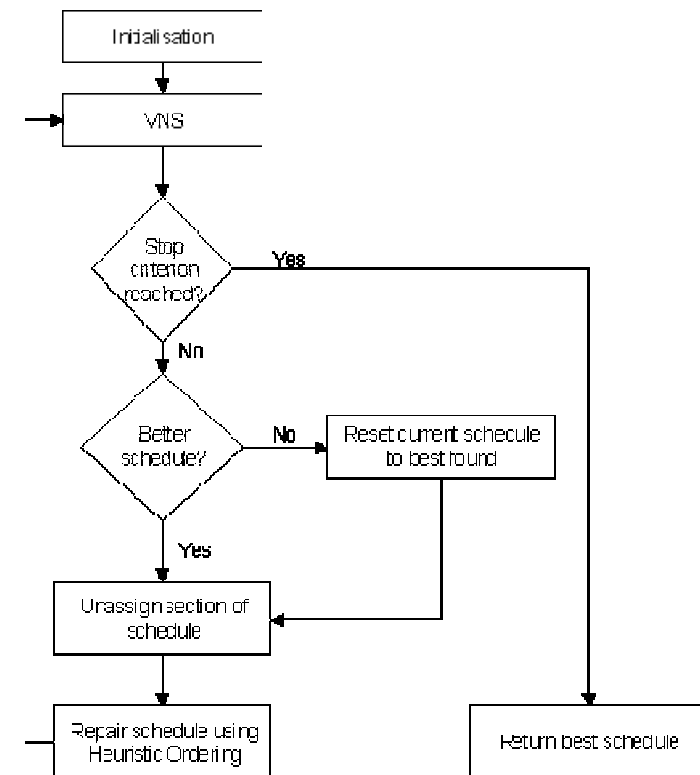 Initialisation
VNS
Stop
criterion
reached?
Yes
No
Better
schedule?
No
Reset current schedule
to best found
Yes
Unassign section of
schedule
Repair schedule using
Heuristic Ordering
Return best schedule